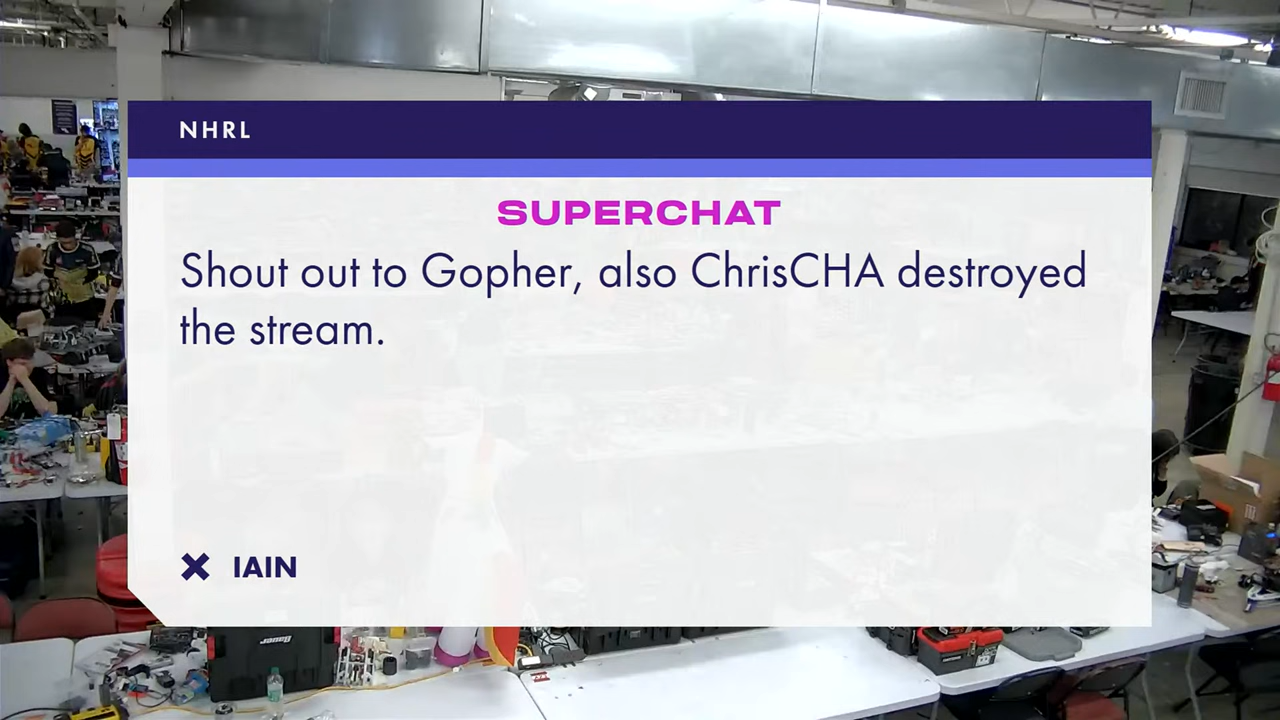 NHRL
SUPERCHAT
Shout out to Gopher, also ChrisCHA destroyed
the stream.
IAIN